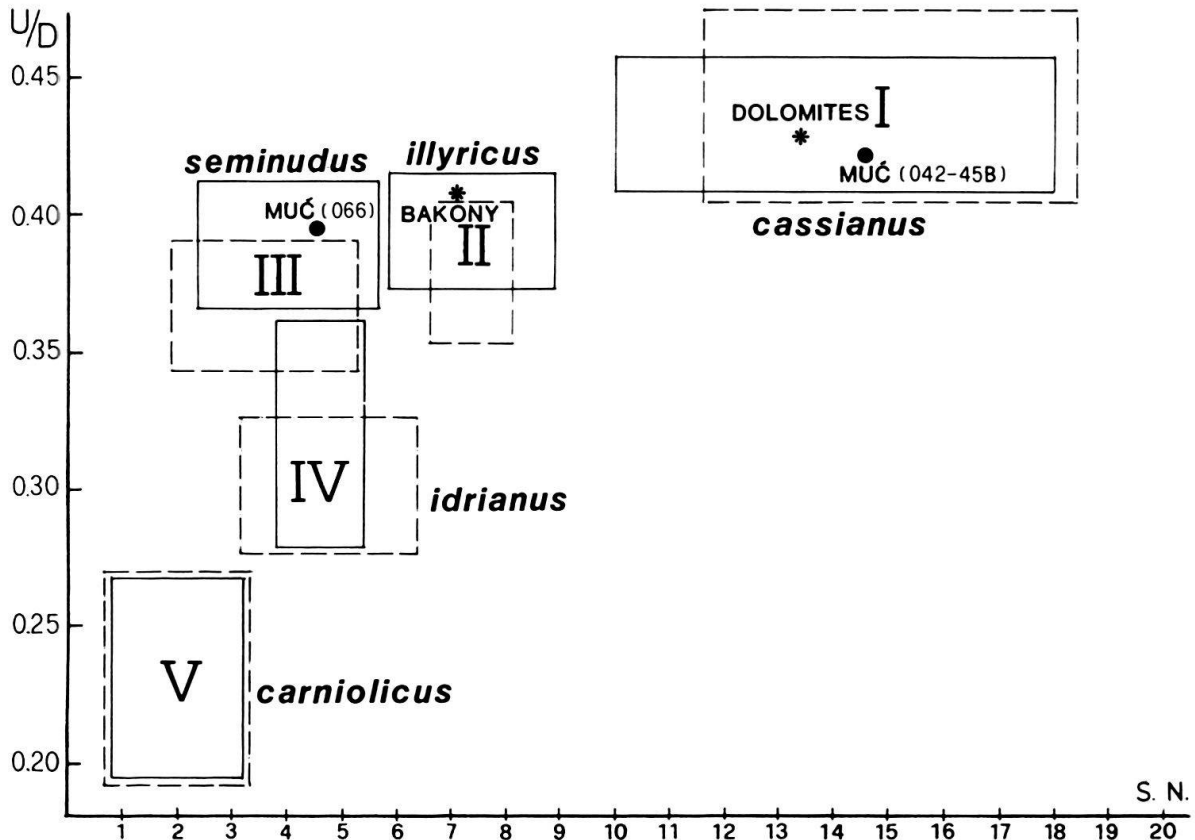 U/D
0.45
0.40
0.35
0.30
0.25
0.20
seminudus
MUĆ (066)
III
illyricus
BAKONY
II
DOLOMITES I
MUĆ (042-45B)
cassianus
IV
idrianus
V
carniolicus
S. N.
1 2 3 4 5 6 7 8 9 10 11 12 13 14 15 16 17 18 19 20